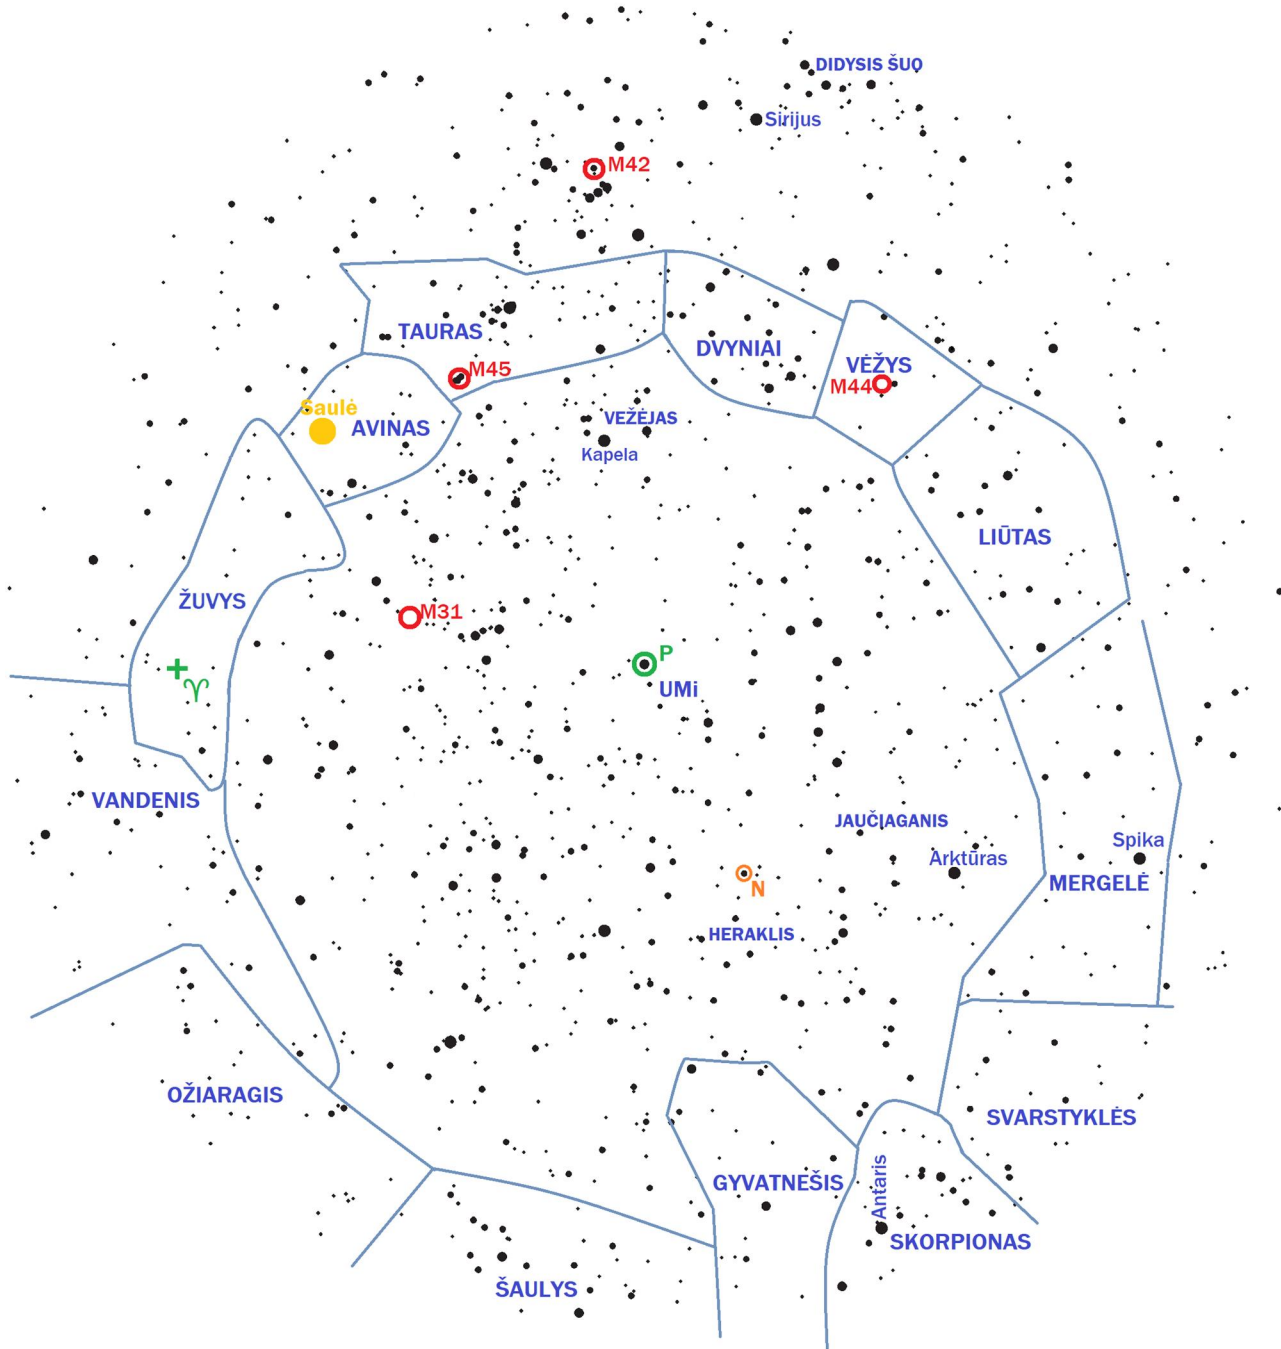 DIDYSIS ŠUO
Sirijus
M42
TAURAS
DVYNIAI
VĖŽYS
M45
M44
Saulė
AVINAS
VEŽĖJAS
Kapela
LIŪTAS
ŽUVYS
M31
P
♈
UMi
VANDENIS
JAUČIAGANIS
Spika
Arktūras
N
MERGELĖ
HERAKLIS
OŽIARAGIS
SVARSTYKLĖS
GYVATNEŠIS
Antaris
SKORPIONAS
ŠAULYS